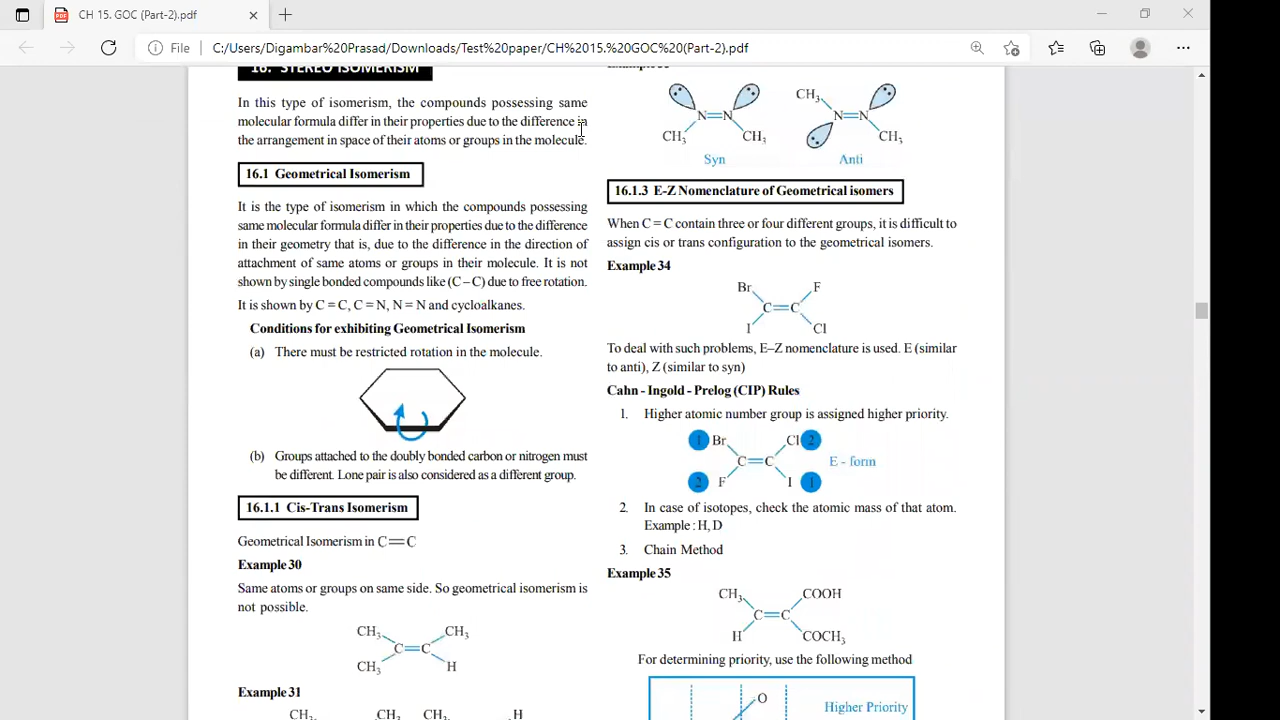 CH 15. GOC (Part-2).pdf
File C:/Users/Digambar%20Prasad/Downloads/Test%20paper/CH%2015.%20GOC%20(Part-2).pdf
16. STEREO ISOMERISM
In this type of isomerism, the compounds possessing same
molecular formula differ in their properties due to the difference in
the arrangement in space of their atoms or groups in the molecule.
16.1 Geometrical Isomerism
It is the type of isomerism in which the compounds possessing
same molecular formula differ in their properties due to the difference
in their geometry that is, due to the difference in the direction of
attachment of same atoms or groups in their molecule. It is not
shown by single bonded compounds like (C – C) due to free rotation.
It is shown by C = C, C = N, N = N and cycloalkanes.
Conditions for exhibiting Geometrical Isomerism
(a) There must be restricted rotation in the molecule.
(b) Groups attached to the doubly bonded carbon or nitrogen must
be different. Lone pair is also considered as a different group.
16.1.1 Cis-Trans Isomerism
Geometrical Isomerism in C=C
Example 30
Same atoms or groups on same side. So geometrical isomerism is
not possible.
CH3 CH3
C=C
CH3 H
Example 31
CH3 CH3 CH3 H
N=N
CH3 CH3
Syn
CH3
N=N
CH3
Anti
16.1.3 E-Z Nomenclature of Geometrical isomers
When C = C contain three or four different groups, it is difficult to
assign cis or trans configuration to the geometrical isomers.
Example 34
Br F
C=C
I Cl
To deal with such problems, E–Z nomenclature is used. E (similar
to anti), Z (similar to syn)
Cahn - Ingold - Prelog (CIP) Rules
1. Higher atomic number group is assigned higher priority.
1 Br Cl 2
C=C E - form
2 F I 1
2. In case of isotopes, check the atomic mass of that atom.
Example : H, D
3. Chain Method
Example 35
CH3 COOH
C=C
H COCH3
For determining priority, use the following method
O
Higher Priority